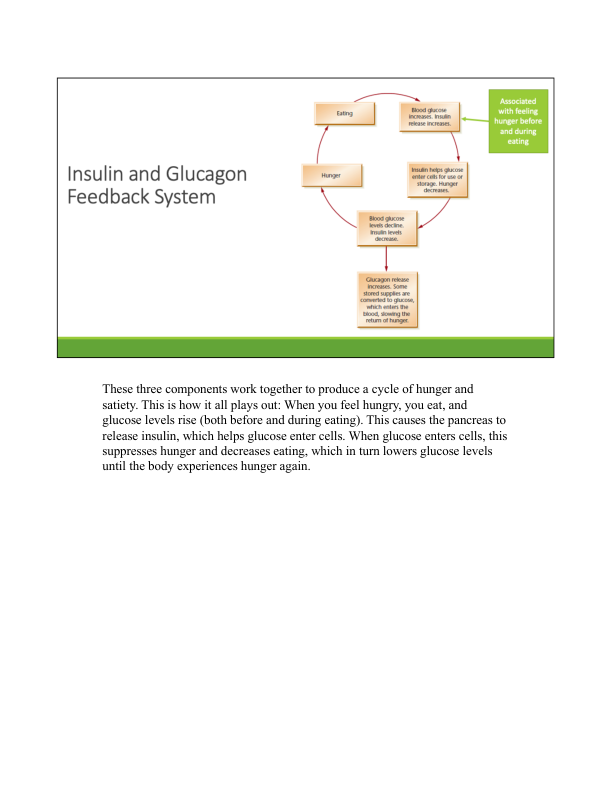 Insulin and Glucagon
Feedback System
Eating
Blood glucose
increases. Insulin
release increases.
Associated
with feeling
hunger before
and during
eating
Hunger
Insulin helps glucose
enter cells for use or
storage. Hunger
decreases.
Blood glucose
levels decline.
Insulin levels
decrease.
Glucagon release
increases. Some
stored supplies are
converted to glucose,
which enters the
blood, slowing the
return of hunger.
These three components work together to produce a cycle of hunger and
satiety. This is how it all plays out: When you feel hungry, you eat, and
glucose levels rise (both before and during eating). This causes the pancreas to
release insulin, which helps glucose enter cells. When glucose enters cells, this
suppresses hunger and decreases eating, which in turn lowers glucose levels
until the body experiences hunger again.